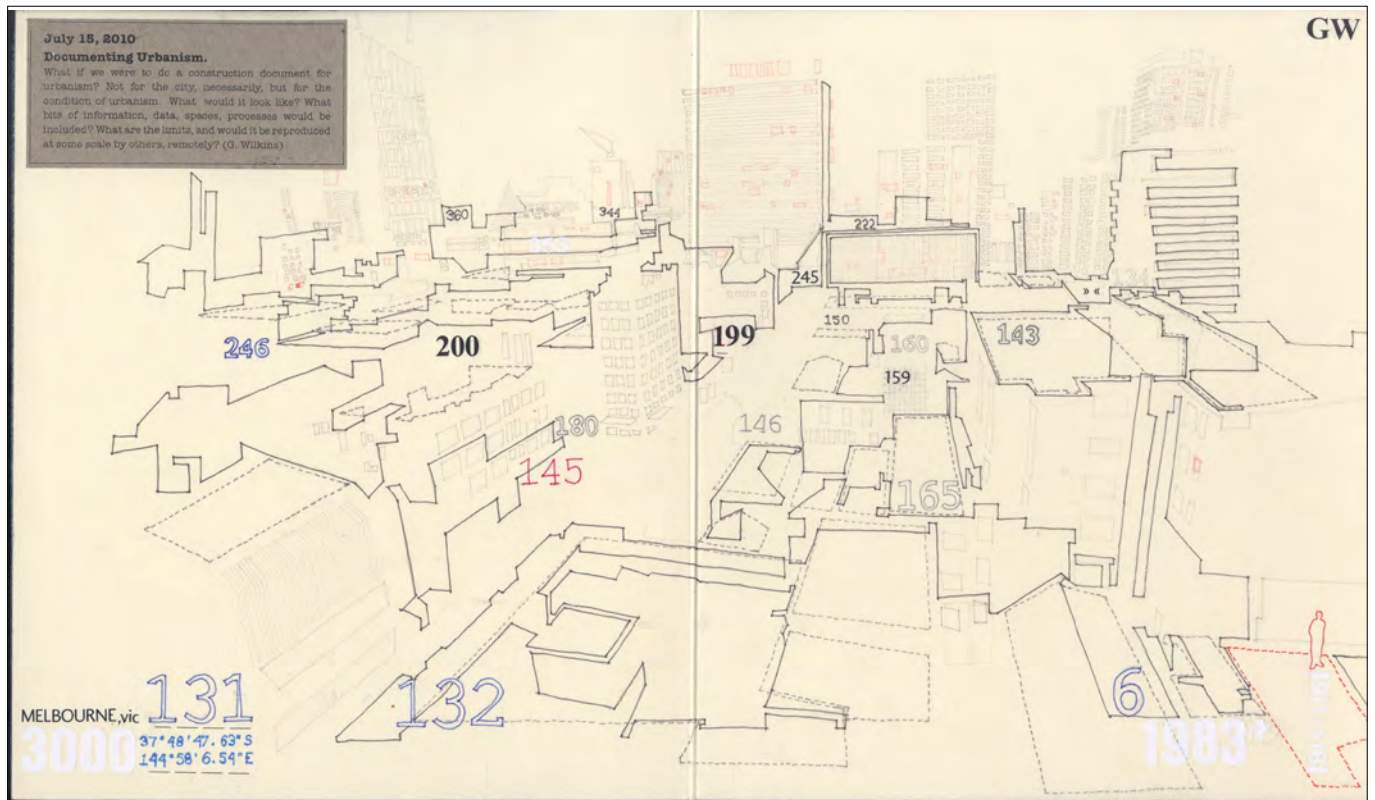 July 15, 2010
Documenting Urbanism.
What if we were to do a construction document for
urbanism? Not for the city, necessarily, but for the
condition of urbanism. What would it look like? What
bits of information, data, spaces, processes would be
included? What are the limits, and would it be reproduced
at some scale by others, remotely? (G. Wilkins)
GW
360
344
222
245
134
» «
246
200
199
150
160
143
159
180
146
145
165
131
132
6
MELBOURNE,vic
3000
37°48'47.63"S
144°58'6.54"E
1983